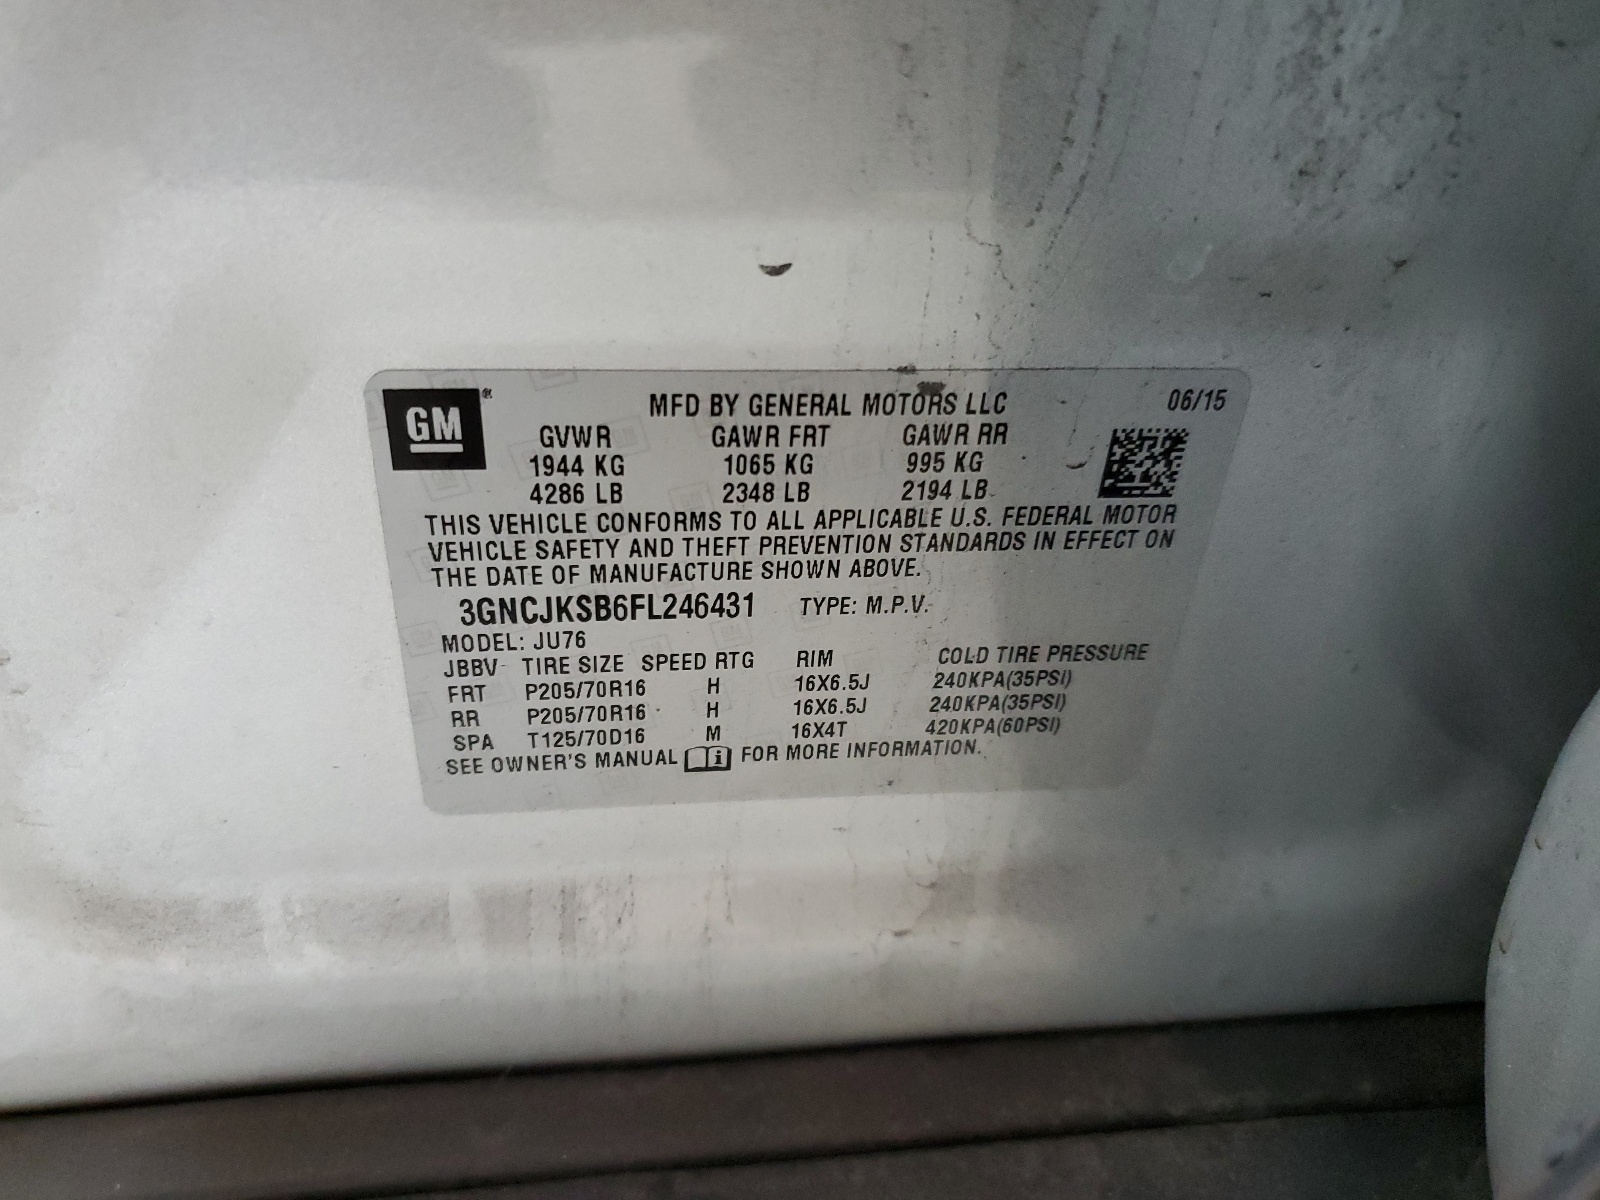 GM ®
MFD BY GENERAL MOTORS LLC 06/15
GVWR GAWR FRT GAWR RR
1944 KG 1065 KG 995 KG
4286 LB 2348 LB 2194 LB
THIS VEHICLE CONFORMS TO ALL APPLICABLE U.S. FEDERAL MOTOR
VEHICLE SAFETY AND THEFT PREVENTION STANDARDS IN EFFECT ON
THE DATE OF MANUFACTURE SHOWN ABOVE.
3GNCJKSB6FL246431 TYPE: M.P.V.
MODEL: JU76
JBBV TIRE SIZE SPEED RTG RIM COLD TIRE PRESSURE
FRT P205/70R16 H 16X6.5J 240KPA(35PSI)
RR P205/70R16 H 16X6.5J 240KPA(35PSI)
SPA T125/70D16 M 16X4T 420KPA(60PSI)
SEE OWNER'S MANUAL i FOR MORE INFORMATION.